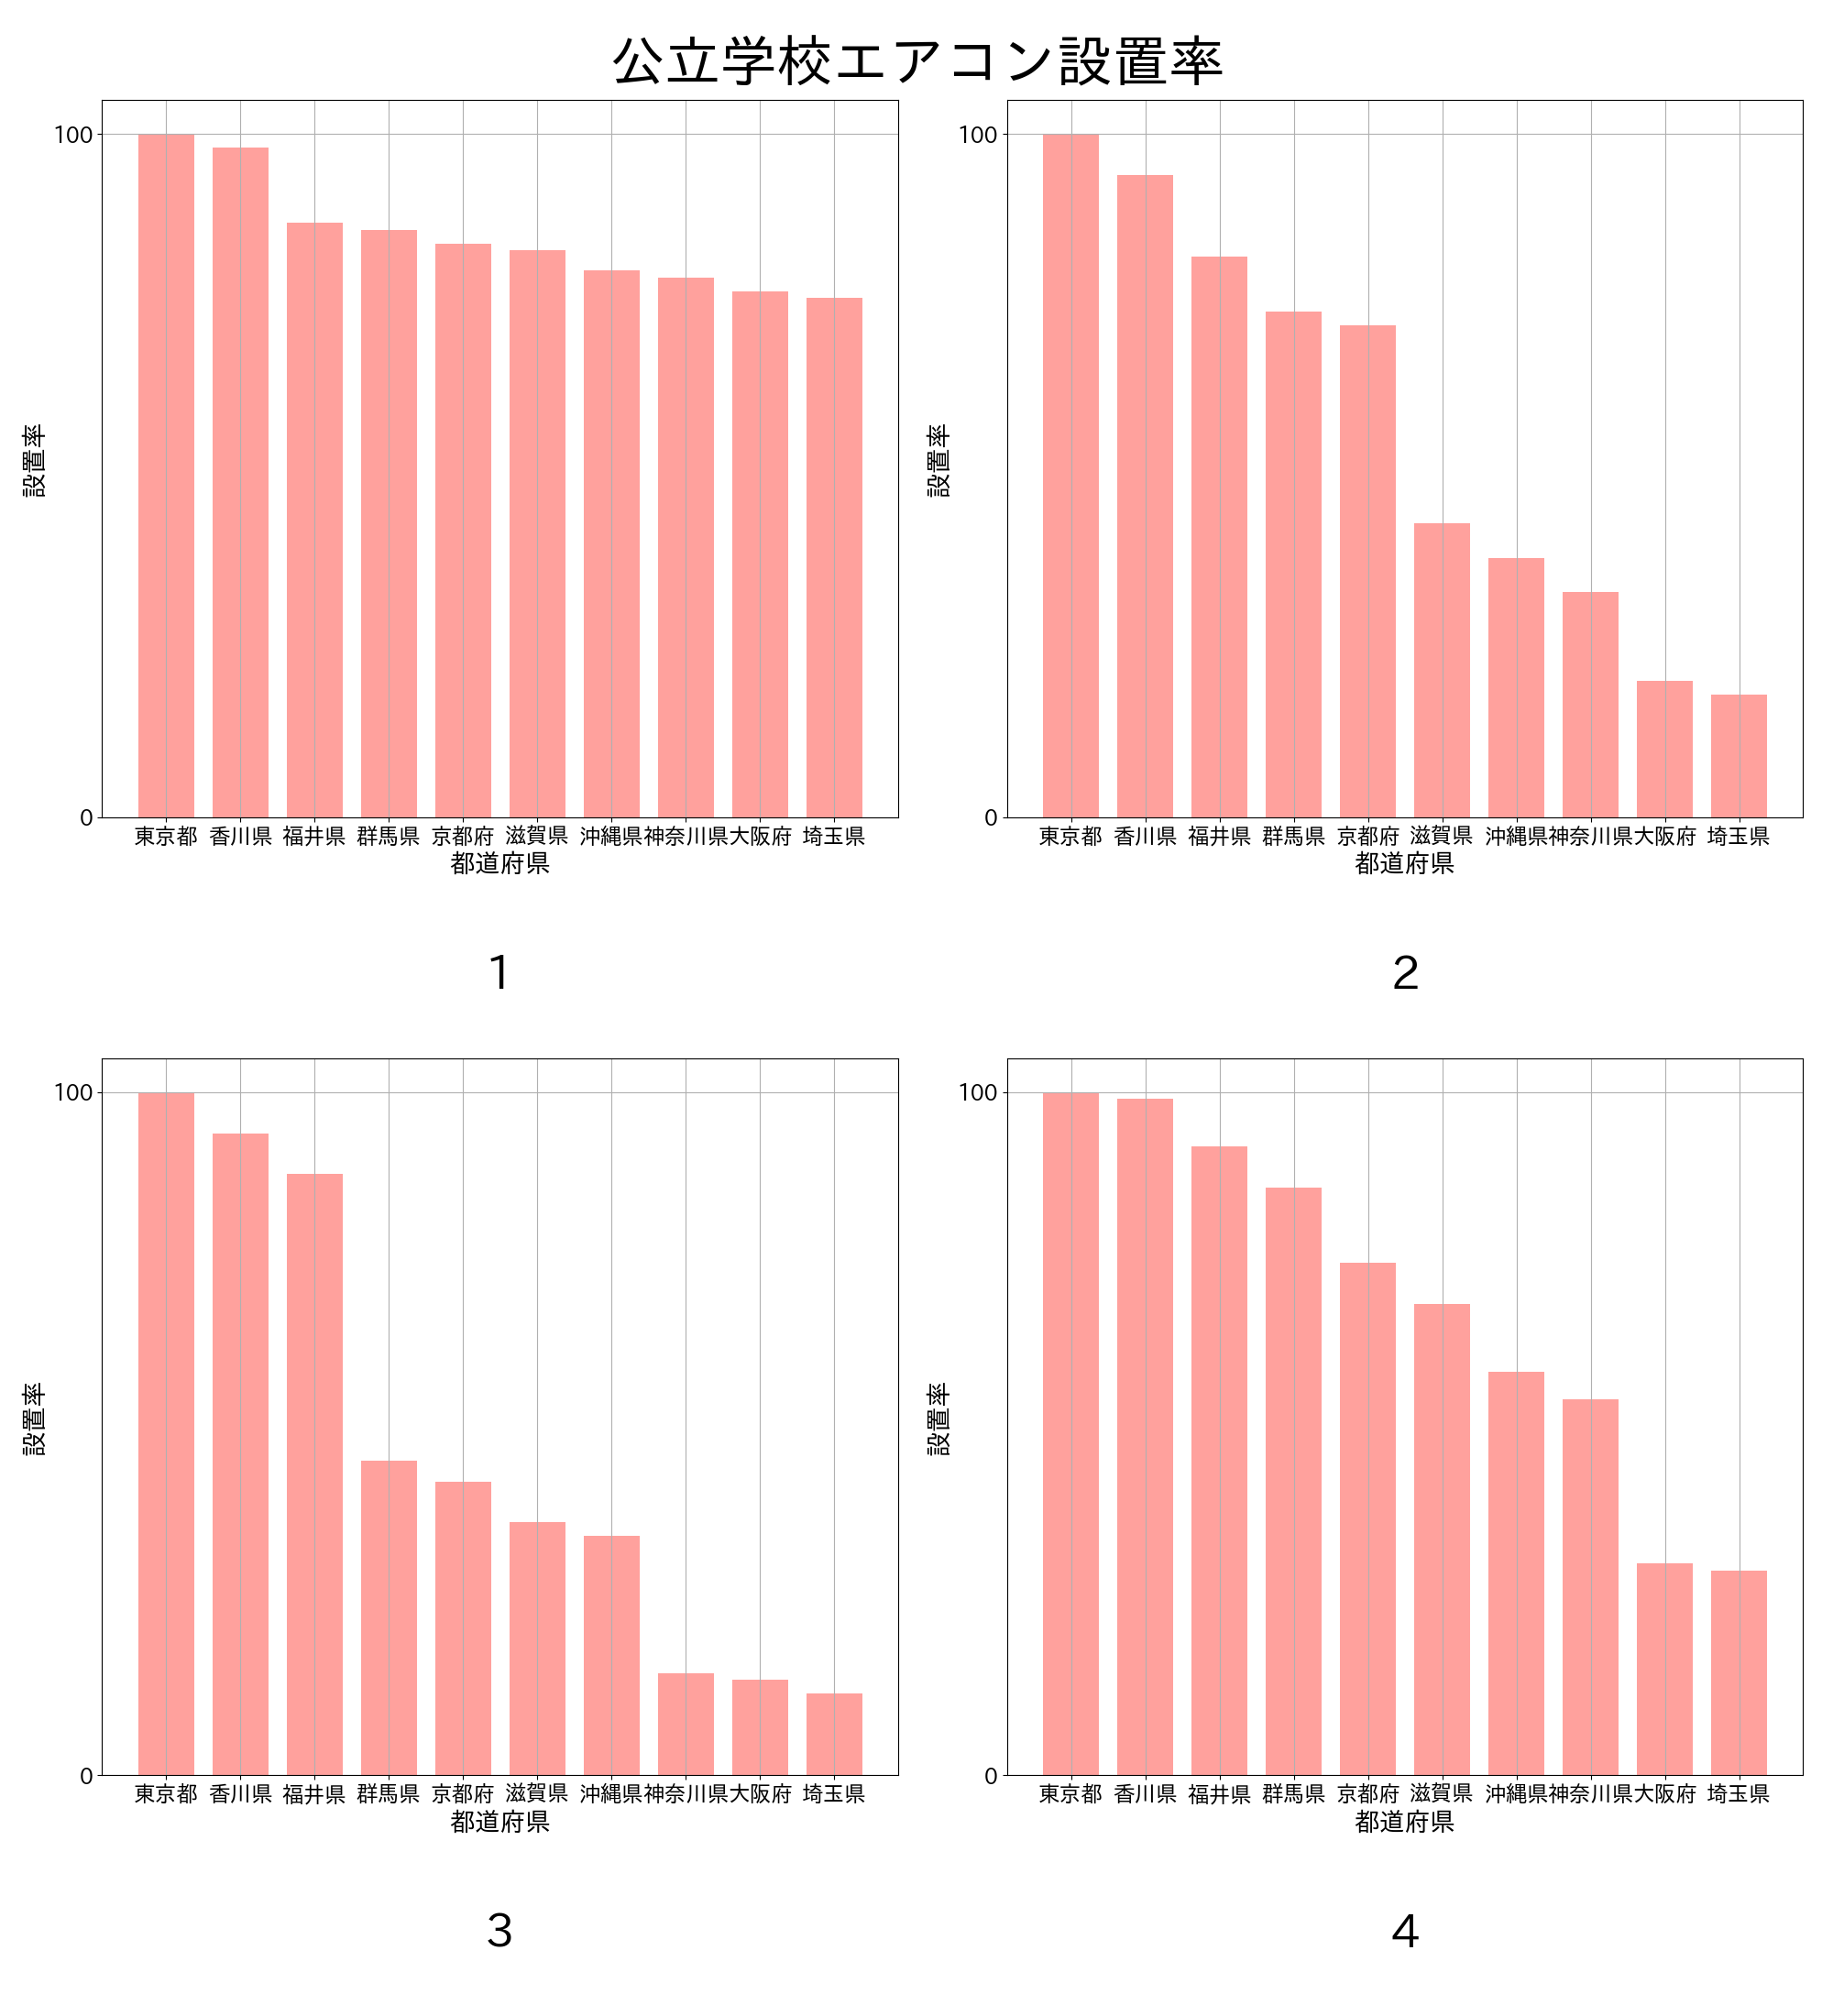 公立学校エアコン設置率
100
0
設置率
東京都 香川県 福井県 群馬県 京都府 滋賀県 沖縄県 神奈川県 大阪府 埼玉県
都道府県
1
100
0
設置率
東京都 香川県 福井県 群馬県 京都府 滋賀県 沖縄県 神奈川県 大阪府 埼玉県
都道府県
2
100
0
設置率
東京都 香川県 福井県 群馬県 京都府 滋賀県 沖縄県 神奈川県 大阪府 埼玉県
都道府県
3
100
0
設置率
東京都 香川県 福井県 群馬県 京都府 滋賀県 沖縄県 神奈川県 大阪府 埼玉県
都道府県
4